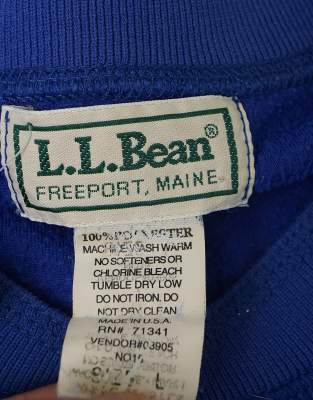 L.L.Bean®
FREEPORT, MAINE
100% POLYESTER
MACHINE WASH WARM
NO SOFTENERS OR
CHLORINE BLEACH
TUMBLE DRY LOW
DO NOT IRON. DO
NOT DRY CLEAN
MADE IN U.S.A.
RN# 71341
VENDOR#03905